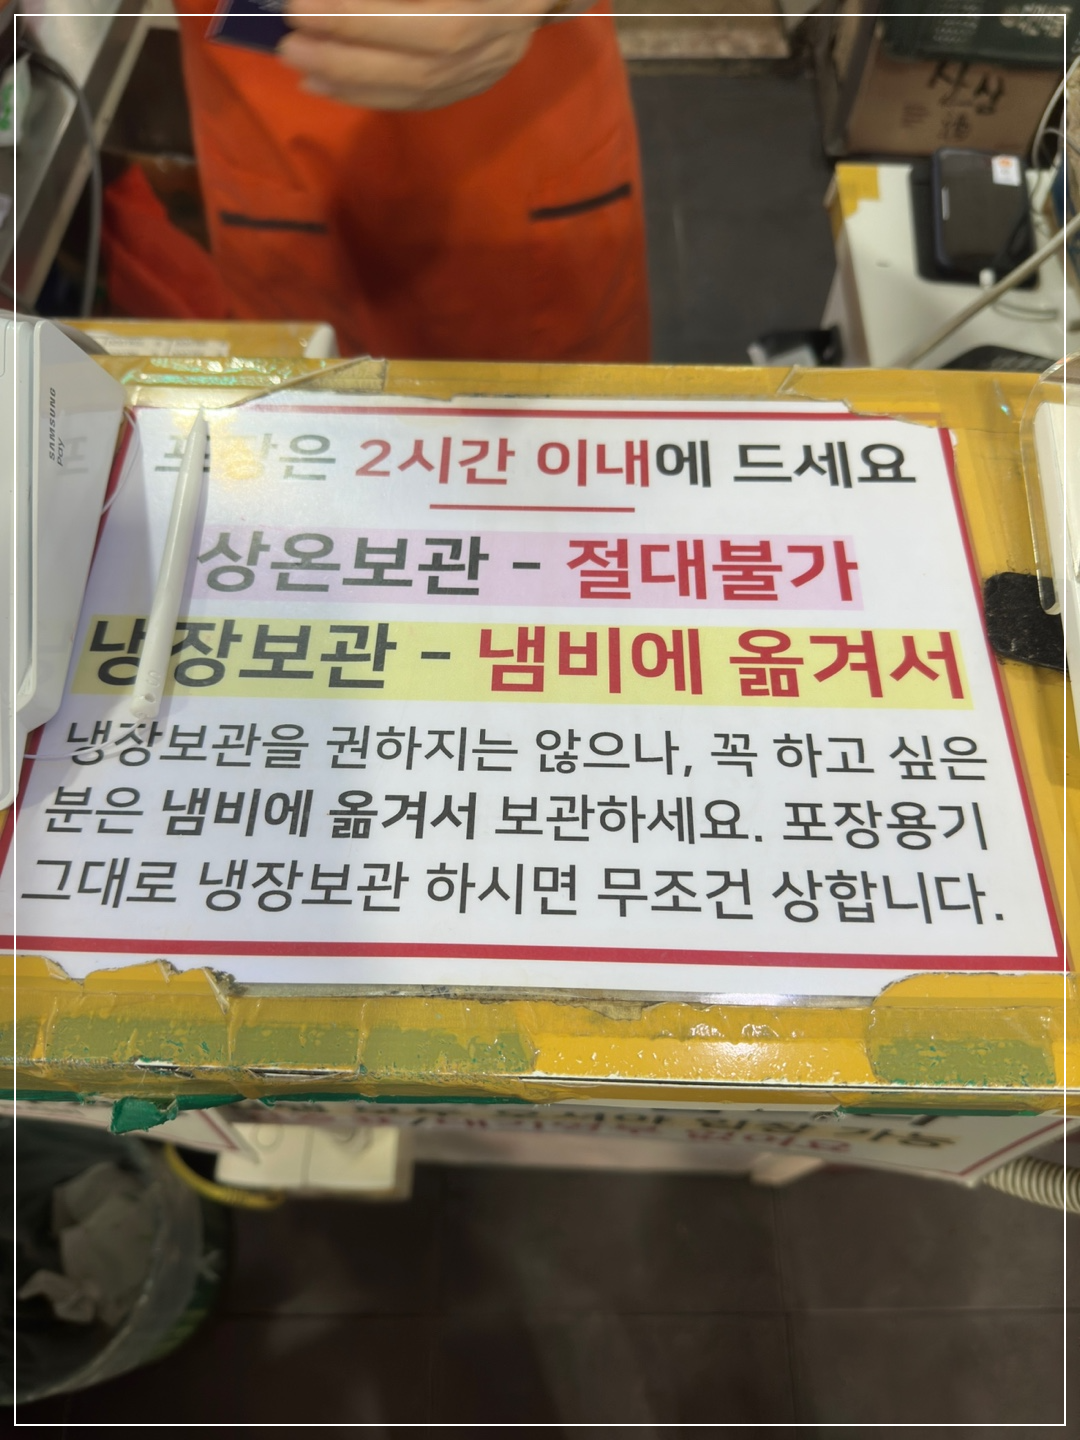 산상
SAMSUNG
pay
포장은 2시간 이내에 드세요
상온보관 - 절대불가
냉장보관 - 냄비에 옮겨서
냉장보관을 권하지는 않으나, 꼭 하고 싶은
분은 냄비에 옮겨서 보관하세요. 포장용기
그대로 냉장보관 하시면 무조건 상합니다.